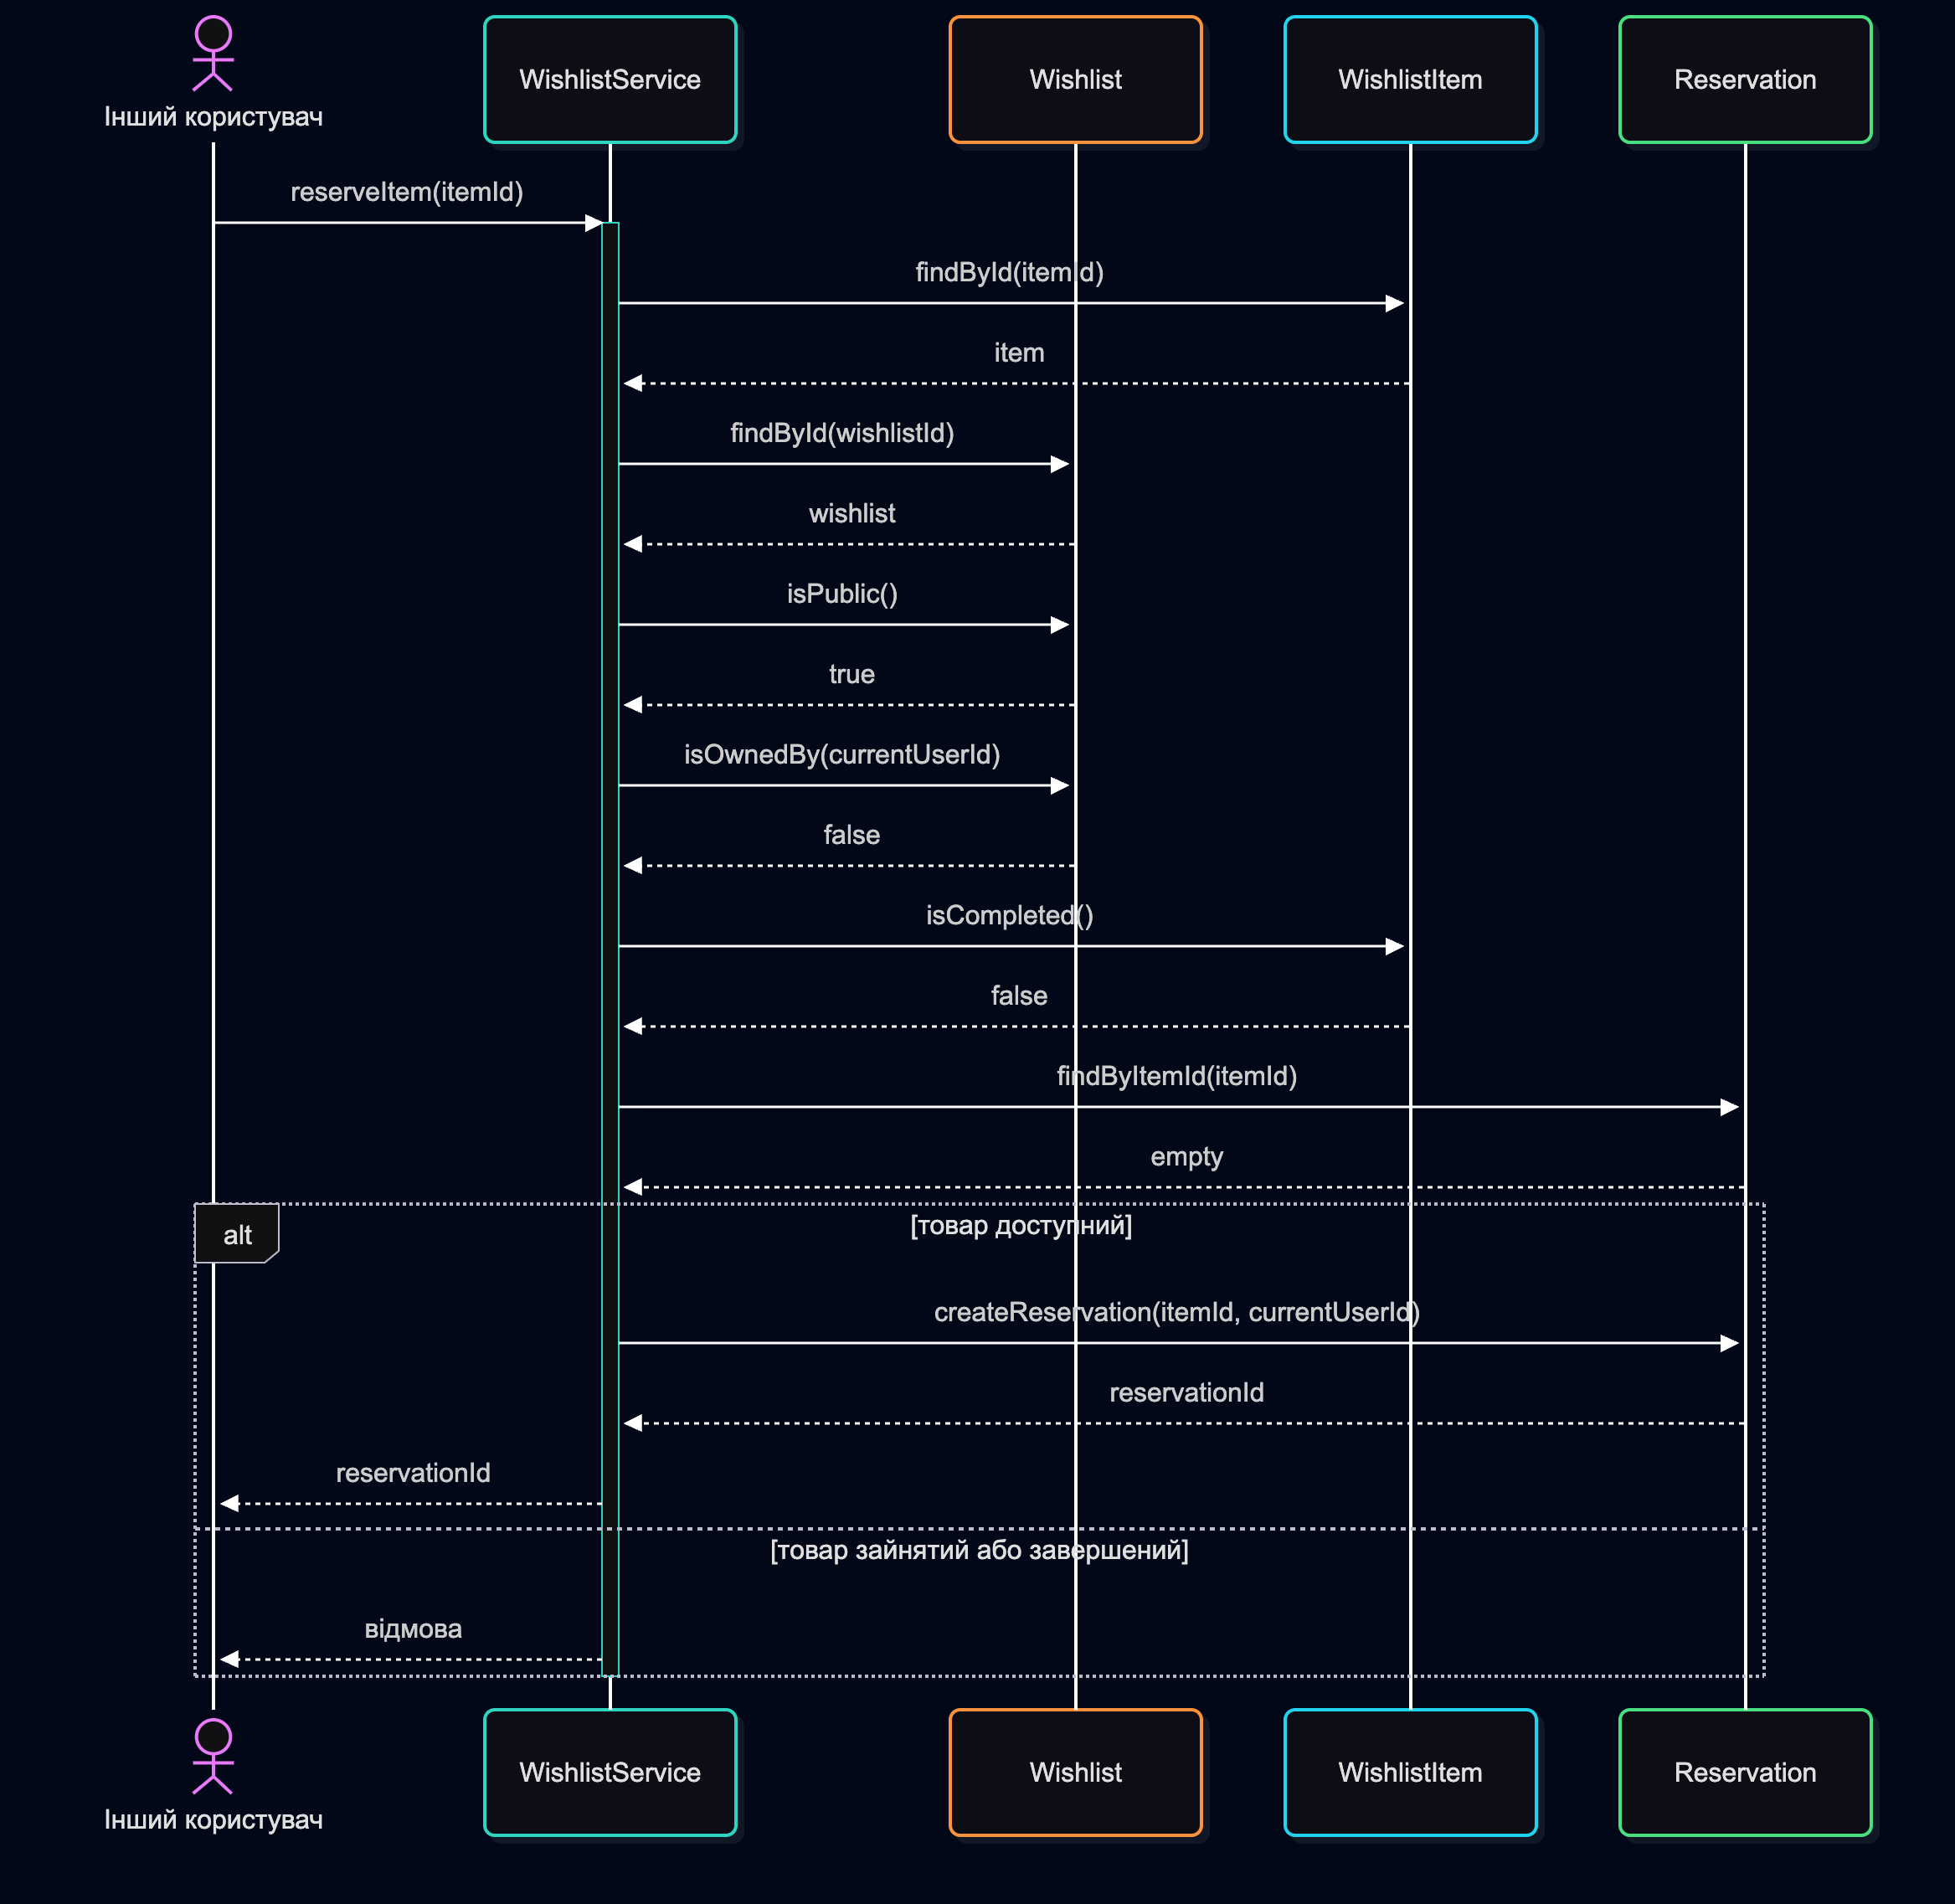 Інший користувач
WishlistService
Wishlist
WishlistItem
Reservation
reserveItem(itemId)
findById(itemId)
item
findById(wishlistId)
wishlist
isPublic()
true
isOwnedBy(currentUserId)
false
isCompleted()
false
findByItemId(itemId)
empty
alt
[товар доступний]
createReservation(itemId, currentUserId)
reservationId
reservationId
[товар зайнятий або завершений]
відмова
Інший користувач
WishlistService
Wishlist
WishlistItem
Reservation